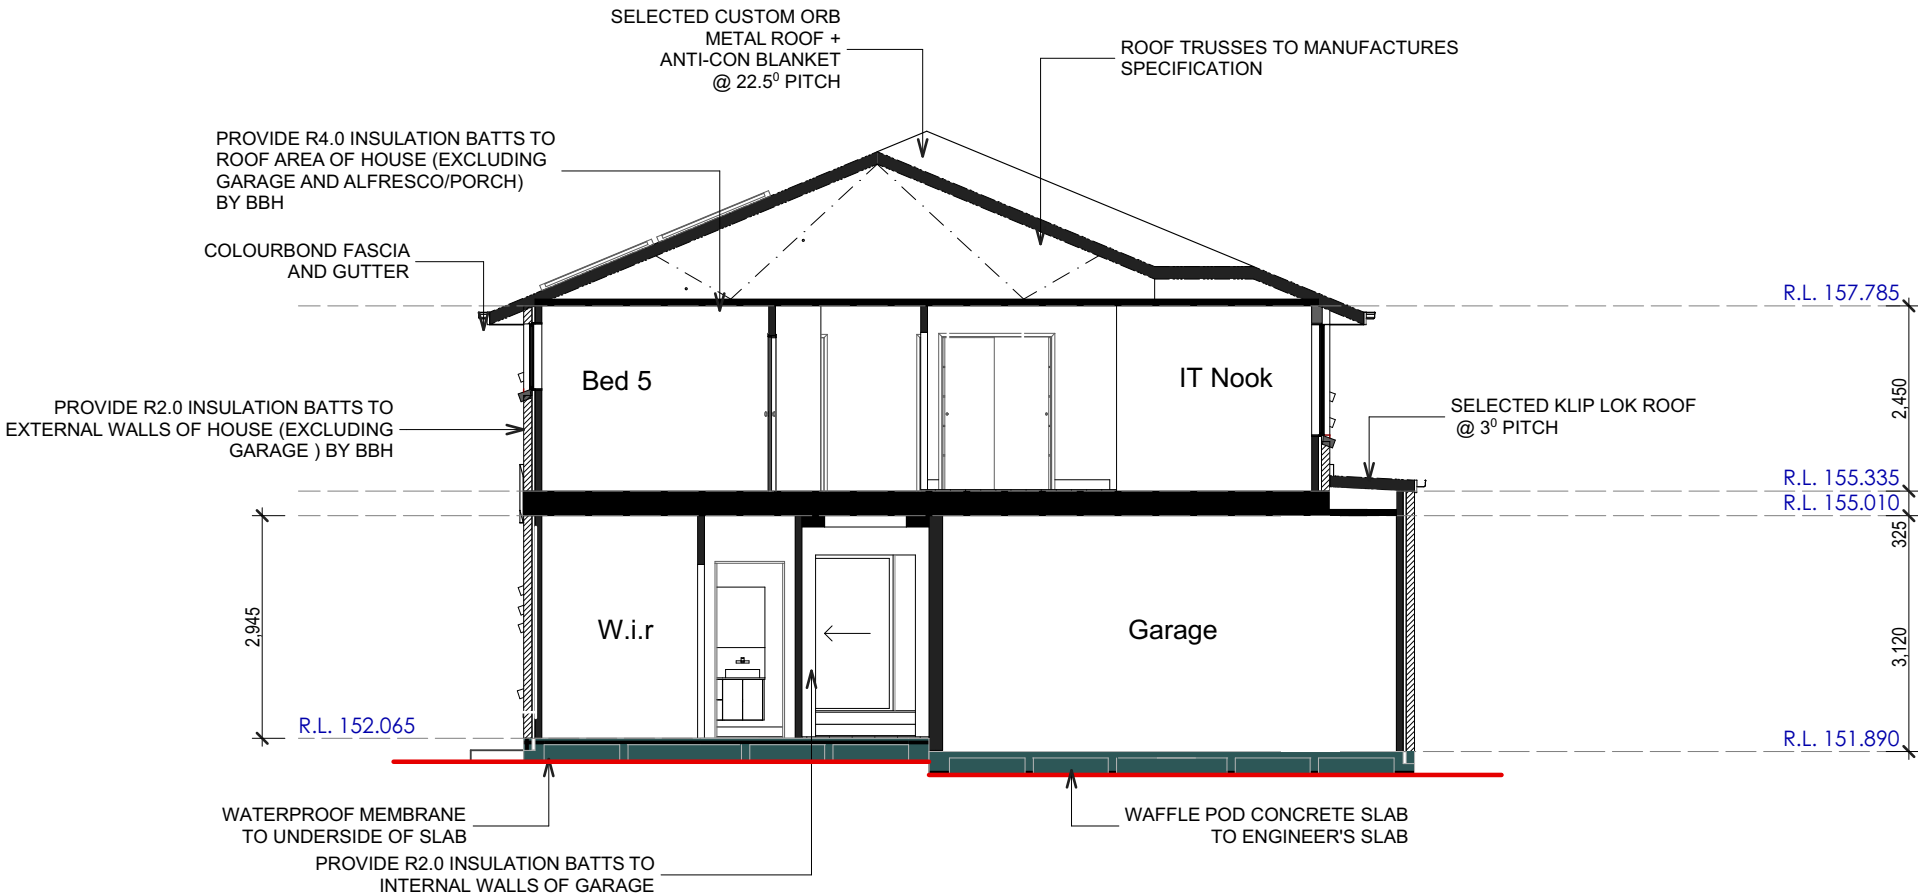 SELECTED CUSTOM ORB
METAL ROOF +
ANTI-CON BLANKET
@ 22.5⁰ PITCH
ROOF TRUSSES TO MANUFACTURES
SPECIFICATION
PROVIDE R4.0 INSULATION BATTS TO
ROOF AREA OF HOUSE (EXCLUDING
GARAGE AND ALFRESCO/PORCH)
BY BBH
COLOURBOND FASCIA
AND GUTTER
R.L. 157.785
Bed 5
IT Nook
2,450
PROVIDE R2.0 INSULATION BATTS TO
EXTERNAL WALLS OF HOUSE (EXCLUDING
GARAGE ) BY BBH
SELECTED KLIP LOK ROOF
@ 3⁰ PITCH
R.L. 155.335
R.L. 155.010
325
2,945
W.i.r
Garage
3,120
R.L. 152.065
R.L. 151.890
WATERPROOF MEMBRANE
TO UNDERSIDE OF SLAB
WAFFLE POD CONCRETE SLAB
TO ENGINEER'S SLAB
PROVIDE R2.0 INSULATION BATTS TO
INTERNAL WALLS OF GARAGE